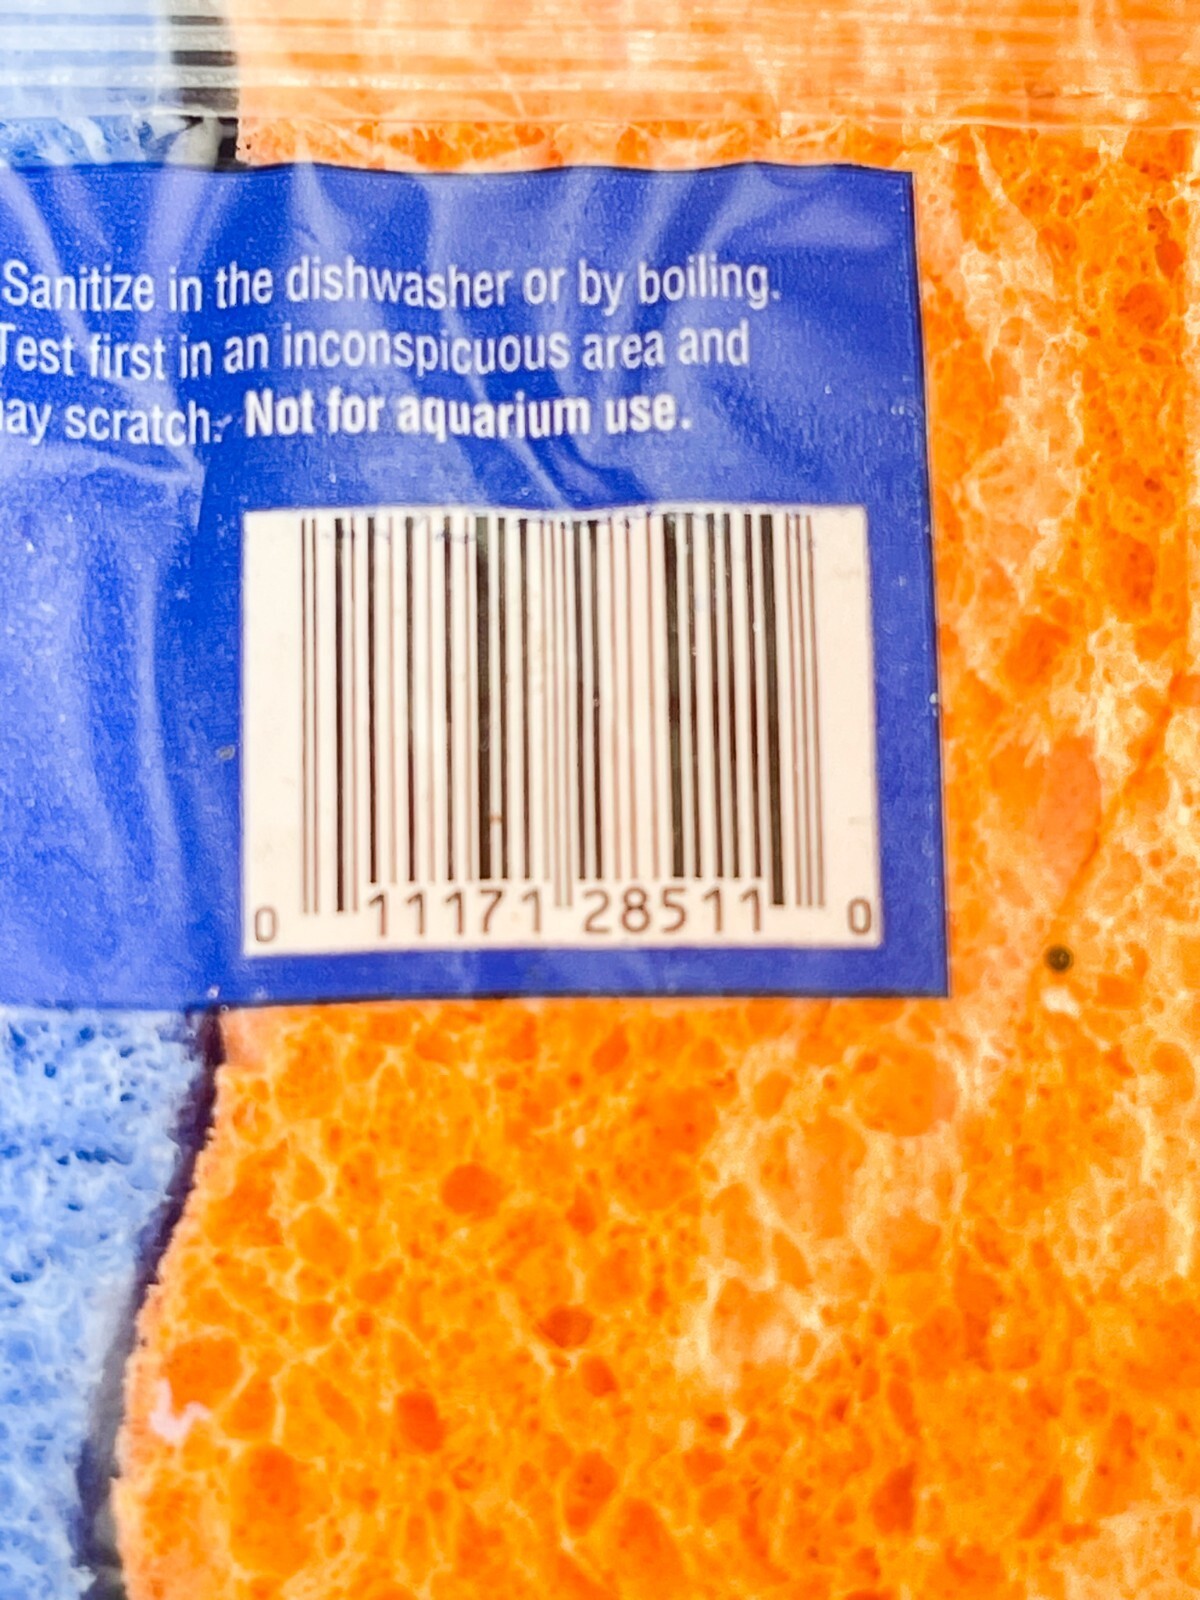 Sanitize in the dishwasher or by boiling.
Test first in an inconspicuous area and
scratch. Not for aquarium use.
0 11171 28511 0